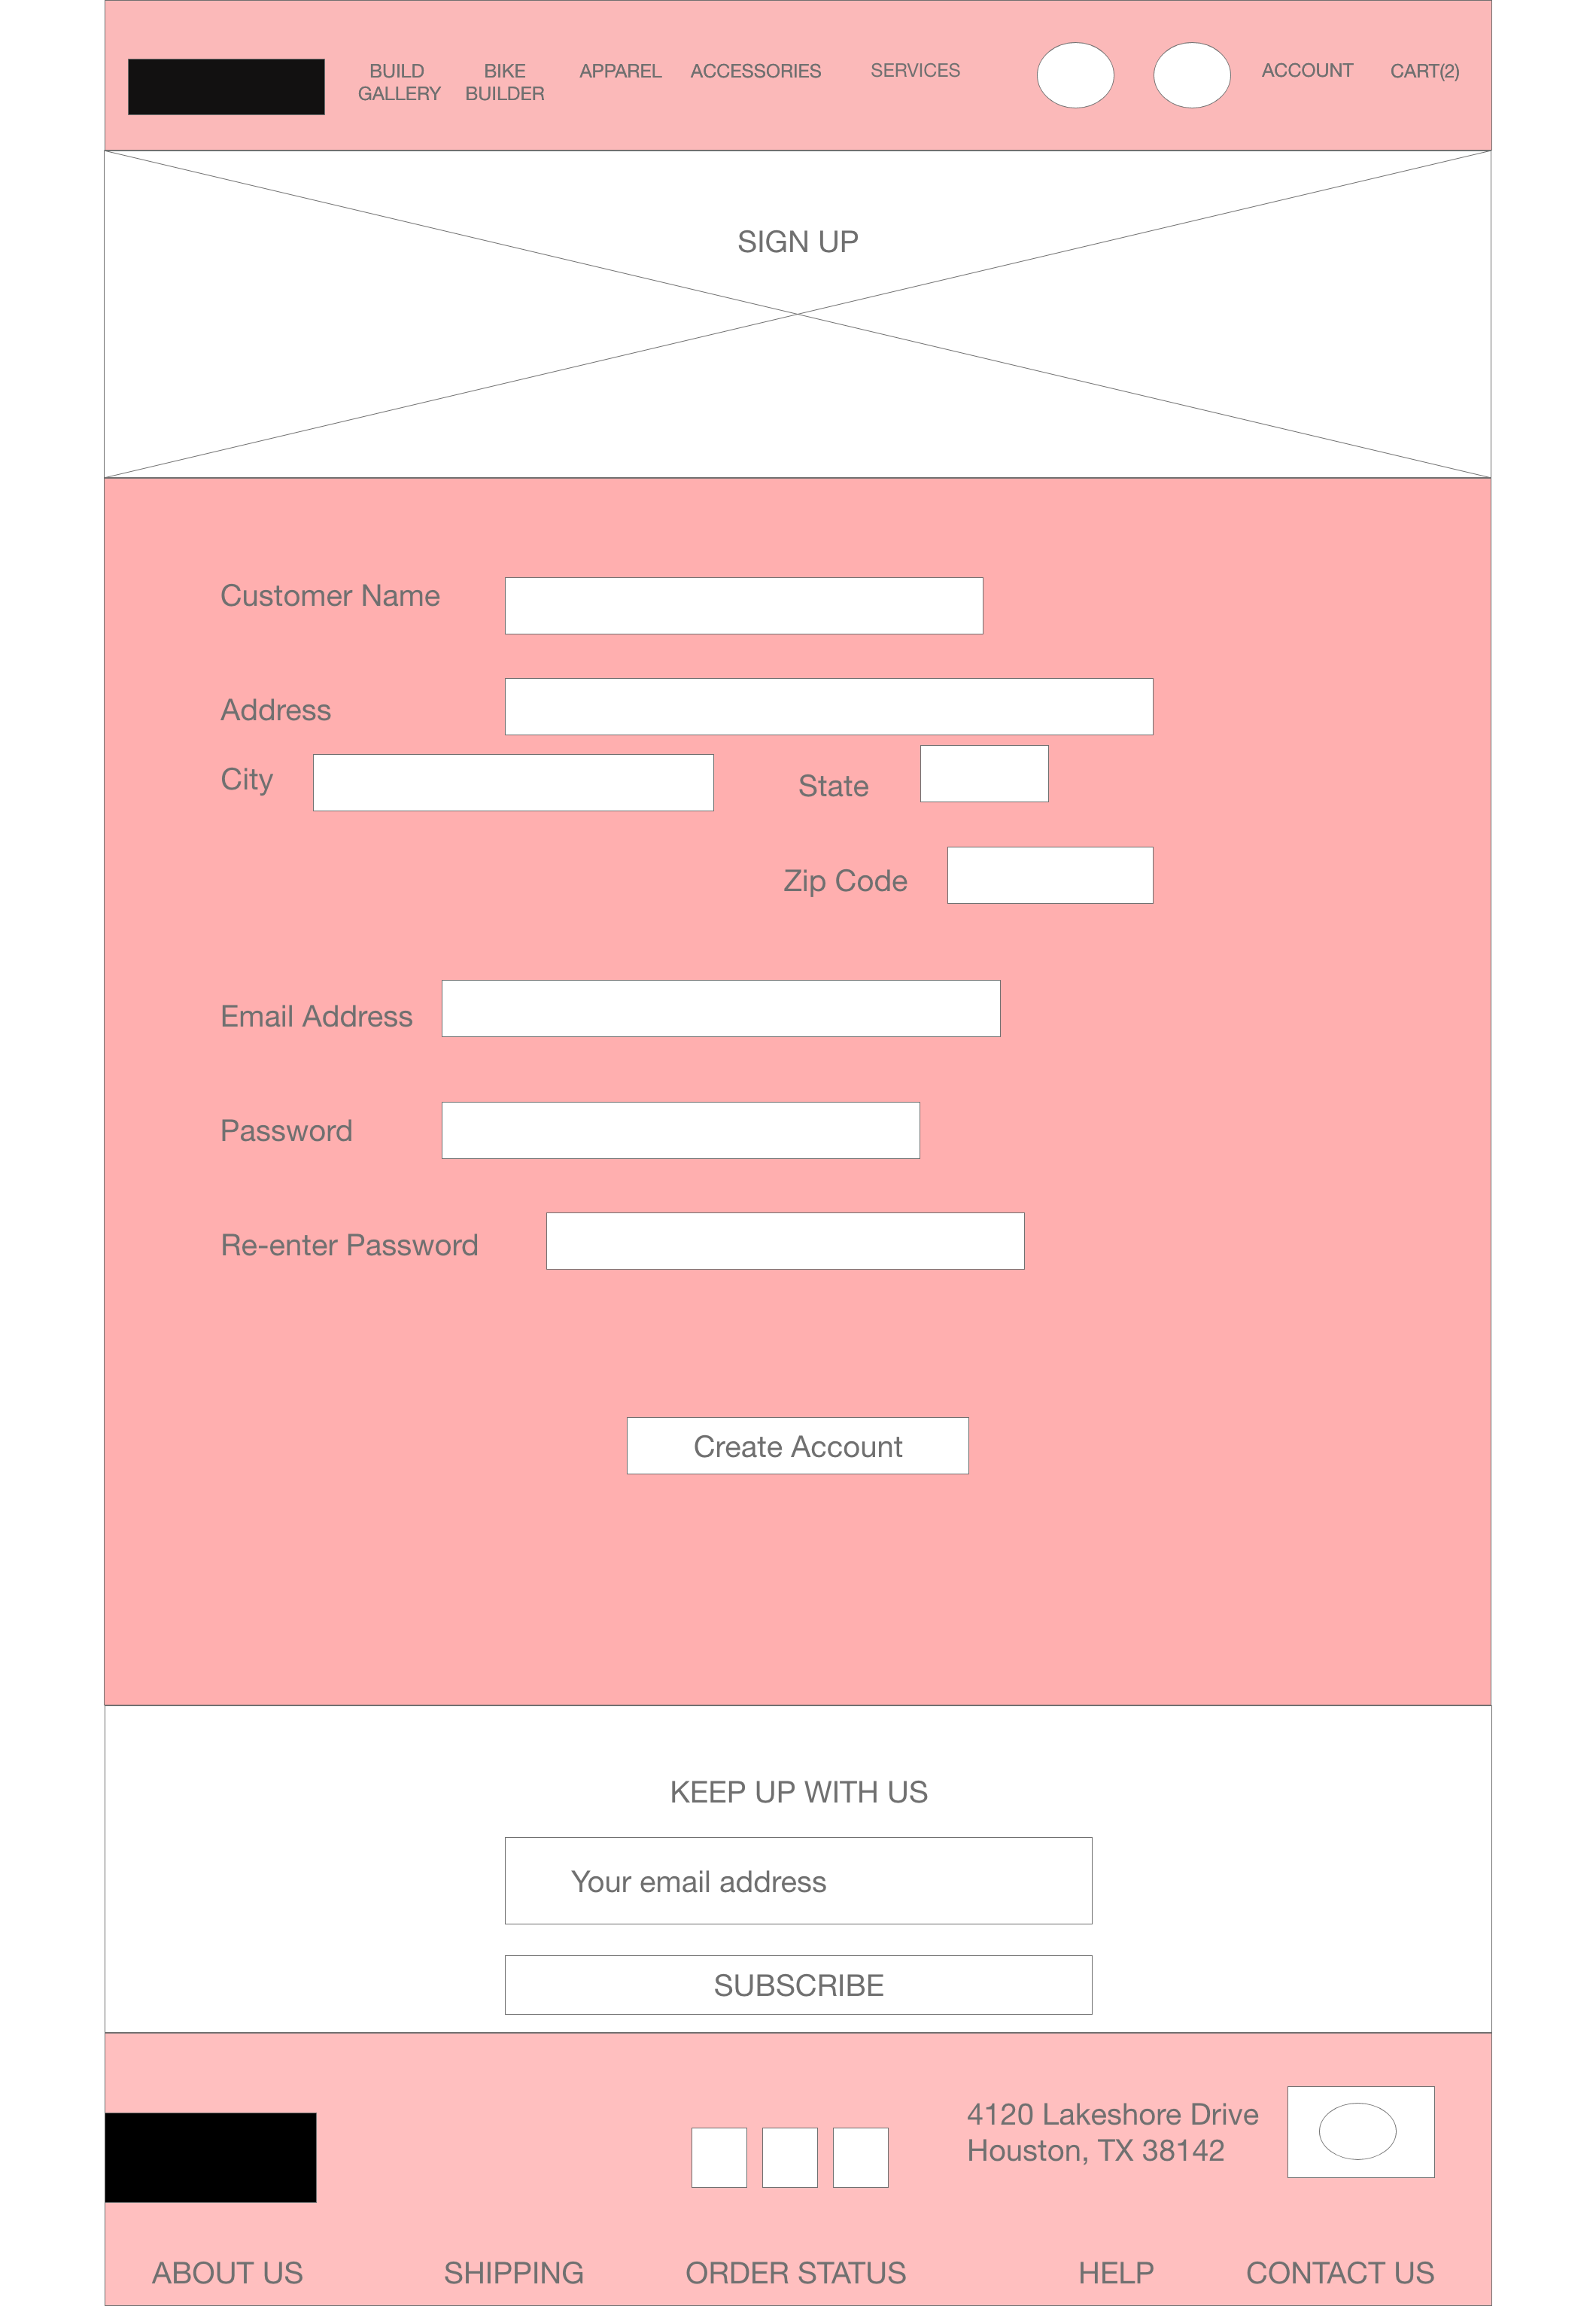 BUILD GALLERY
BIKE BUILDER
APPAREL
ACCESSORIES
SERVICES
ACCOUNT
CART(2)
SIGN UP
Customer Name
Address
City
State
Zip Code
Email Address
Password
Re-enter Password
Create Account
KEEP UP WITH US
Your email address
SUBSCRIBE
4120 Lakeshore Drive
Houston, TX 38142
ABOUT US
SHIPPING
ORDER STATUS
HELP
CONTACT US